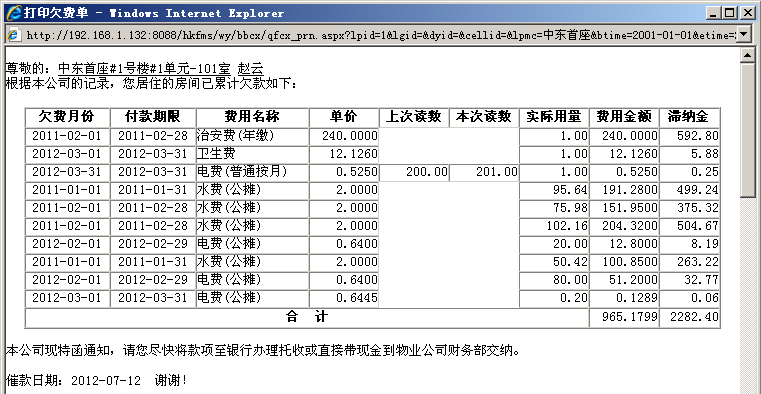 打印欠费单 - Windows Internet Explorer
http://192.168.1.132:8088/hkfms/wy/bbcx/qfcx_prn.aspx?lpid=1&lgid=&dyid=&cellid=&lpmc=中东首座&btime=2001-01-01&etime=
尊敬的: 中东首座#1号楼#1单元-101室 赵云
根据本公司的记录，您居住的房间已累计欠款如下:
欠费月份 付款期限 费用名称 单价 上次读数 本次读数 实际用量 费用金额 滞纳金
2011-02-01 2011-02-28 治安费(年缴) 240.0000 1.00 240.0000 592.80
2012-03-01 2012-03-31 卫生费 12.1260 1.00 12.1260 5.88
2012-03-01 2012-03-31 电费(普通按月) 0.5250 200.00 201.00 1.00 0.5250 0.25
2011-01-01 2011-01-31 水费(公摊) 2.0000 95.64 191.2800 499.24
2011-02-01 2011-02-28 水费(公摊) 2.0000 75.98 151.9500 375.32
2011-02-01 2011-02-28 水费(公摊) 2.0000 102.16 204.3200 504.67
2012-02-01 2012-02-29 电费(公摊) 0.6400 20.00 12.8000 8.19
2011-01-01 2011-01-31 水费(公摊) 2.0000 50.42 100.8500 263.22
2012-02-01 2012-02-29 电费(公摊) 0.6400 80.00 51.2000 32.77
2012-03-01 2012-03-31 电费(公摊) 0.6445 0.20 0.1289 0.06
合 计 965.1799 2282.40
本公司现特函通知，请您尽快将款项至银行办理托收或直接带现金到物业公司财务部交纳。
催款日期: 2012-07-12 谢谢!